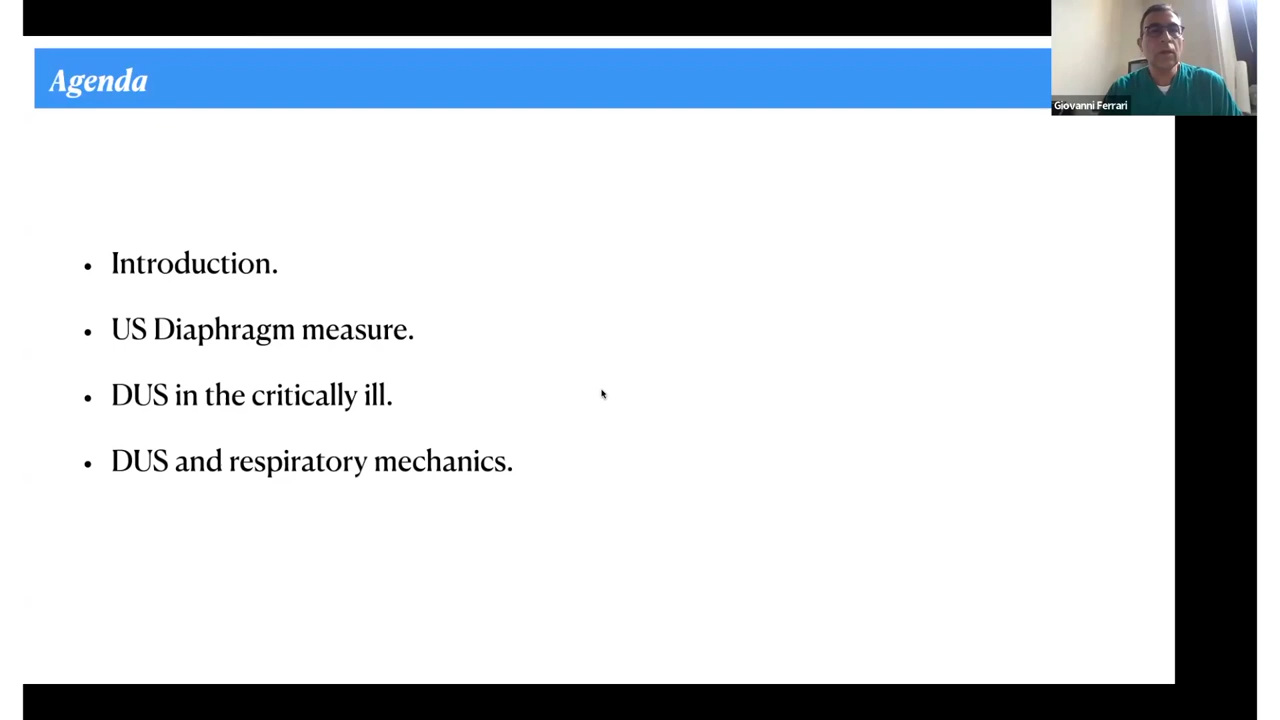 Agenda
Giovanni Ferrari
• Introduction.
• US Diaphragm measure.
• DUS in the critically ill.
• DUS and respiratory mechanics.